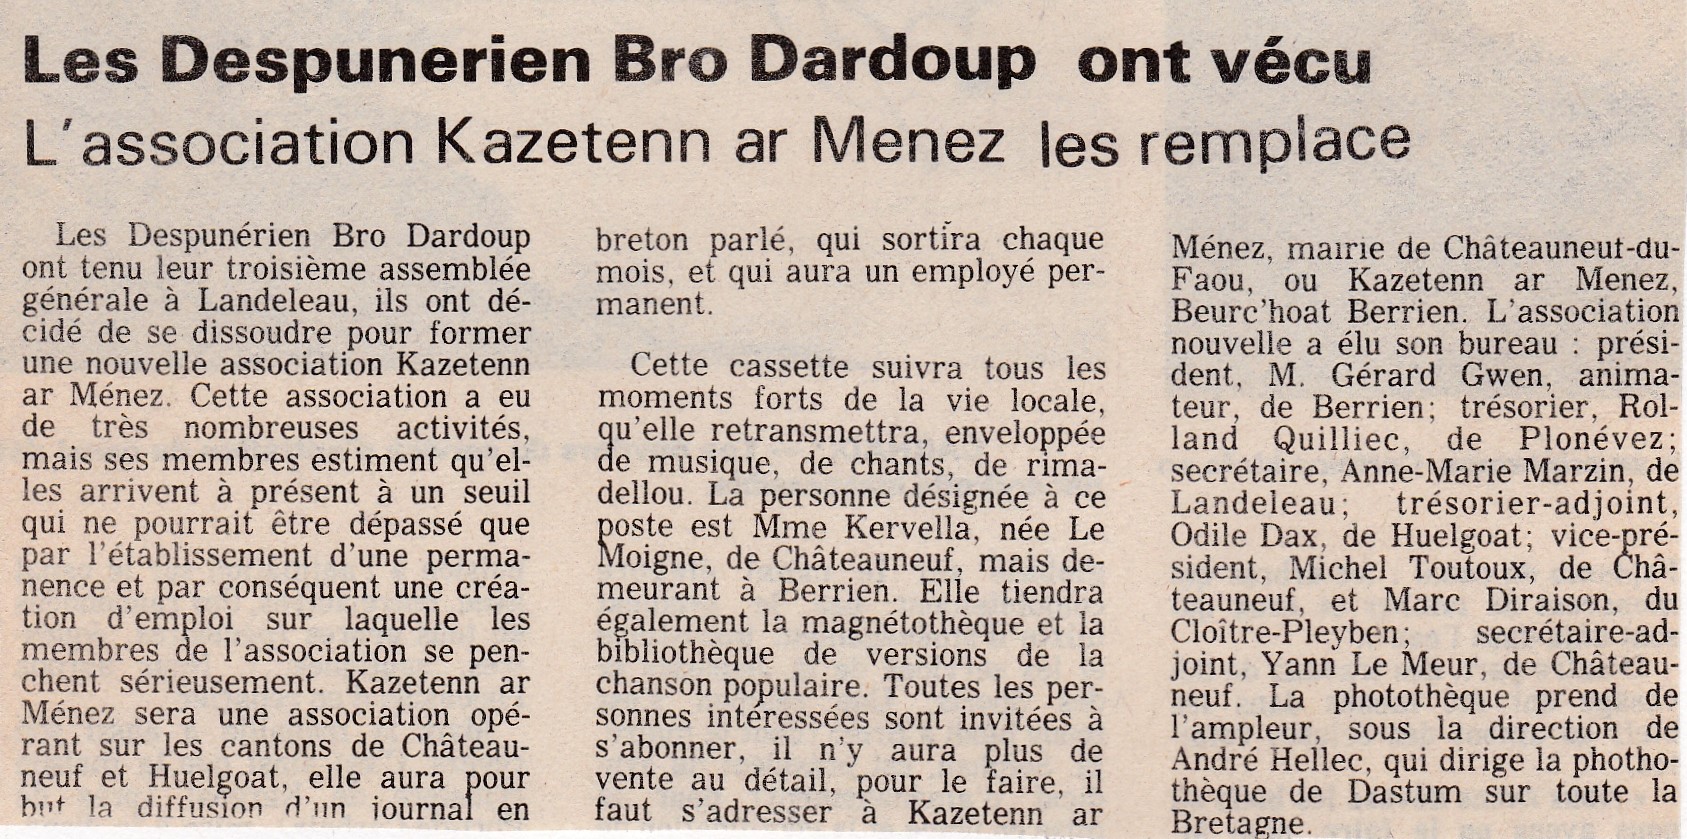 Les Despunerien Bro Dardoup ont vécu
L'association Kazetenn ar Menez les remplace
Les Despunérien Bro Dardoup
ont tenu leur troisième assemblée
générale à Landeleau, ils ont dé-
cidé de se dissoudre pour former
une nouvelle association Kazetenn
ar Ménez. Cette association a eu
de très nombreuses activités,
mais ses membres estiment qu'el-
les arrivent à présent à un seuil
qui ne pourrait être dépassé que
par l'établissement d'une perma-
nence et par conséquent une créa-
tion d'emploi sur laquelle les
membres de l'association se pen-
chent sérieusement. Kazetenn ar
Ménez sera une association opé-
rant sur les cantons de Château-
neuf et Huelgoat, elle aura pour
but la diffusion d'un journal en
breton parlé, qui sortira chaque
mois, et qui aura un employé per-
manent.
Cette cassette suivra tous les
moments forts de la vie locale,
qu'elle retransmettra, enveloppée
de musique, de chants, de rima-
dellou. La personne désignée à ce
poste est Mme Kervella, née Le
Moigne, de Châteauneuf, mais de-
meurant à Berrien. Elle tiendra
également la magnétothèque et la
bibliothèque de versions de la
chanson populaire. Toutes les per-
sonnes intéressées sont invitées à
s'abonner, il n'y aura plus de
vente au détail, pour le faire, il
faut s'adresser à Kazetenn ar
Ménez, mairie de Châteauneut-du-
Faou, ou Kazetenn ar Menez,
Beurc'hoat Berrien. L'association
nouvelle a élu son bureau : prési-
dent, M. Gérard Gwen, anima-
teur, de Berrien; trésorier, Rol-
land Quilliec, de Plonévez;
secrétaire, Anne-Marie Marzin, de
Landeleau; trésorier-adjoint,
Odile Dax, de Huelgoat; vice-pré-
sident, Michel Toutoux, de Châ-
teauneuf, et Marc Diraison, du
Cloître-Pleyben; secrétaire-ad-
joint, Yann Le Meur, de Château-
neuf. La photothèque prend de
l'ampleur, sous la direction de
André Hellec, qui dirige la photho-
thèque de Dastum sur toute la
Bretagne.